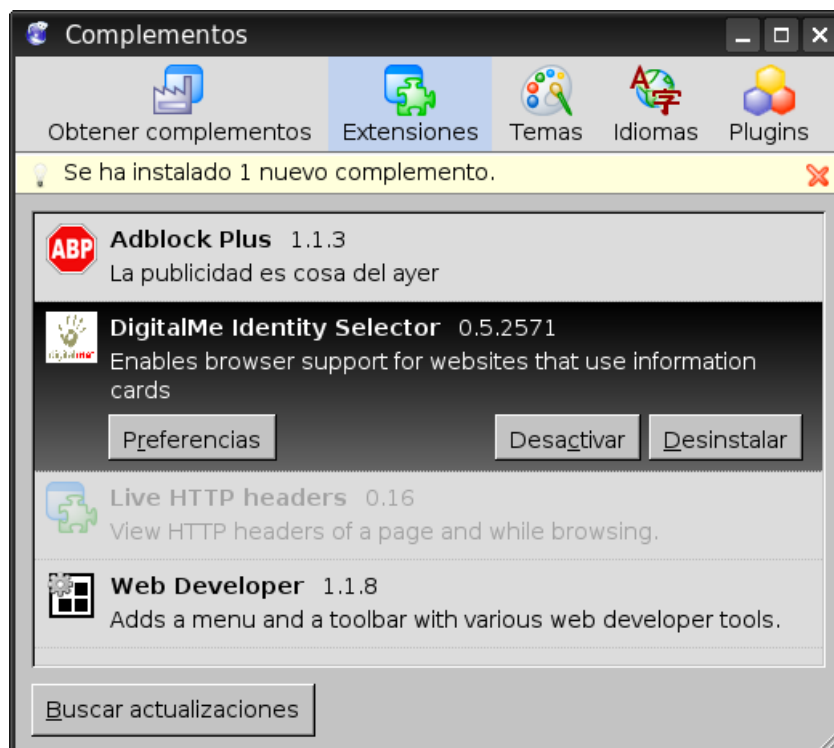 Complementos
Obtener complementos
Extensiones
Temas
Idiomas
Plugins
Se ha instalado 1 nuevo complemento.
ABP
Adblock Plus 1.1.3
La publicidad es cosa del ayer
digitalme
DigitalMe Identity Selector 0.5.2571
Enables browser support for websites that use information
cards
Preferencias
Desactivar
Desinstalar
Live HTTP headers 0.16
View HTTP headers of a page and while browsing.
Web Developer 1.1.8
Adds a menu and a toolbar with various web developer tools.
Buscar actualizaciones